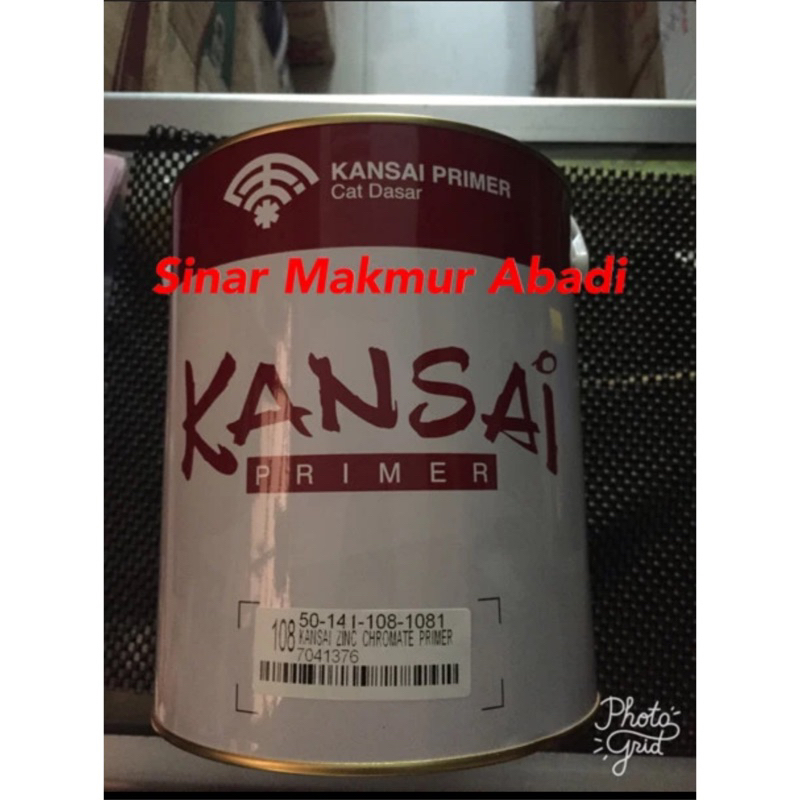 KANSAI PRIMER
Cat Dasar
Sinar Makmur Abadi
KANSAI
PRIMER
50-141-108-1081
108 KANSAI ZINC CHROMATE PRIMER
7041376
Photo
Grid